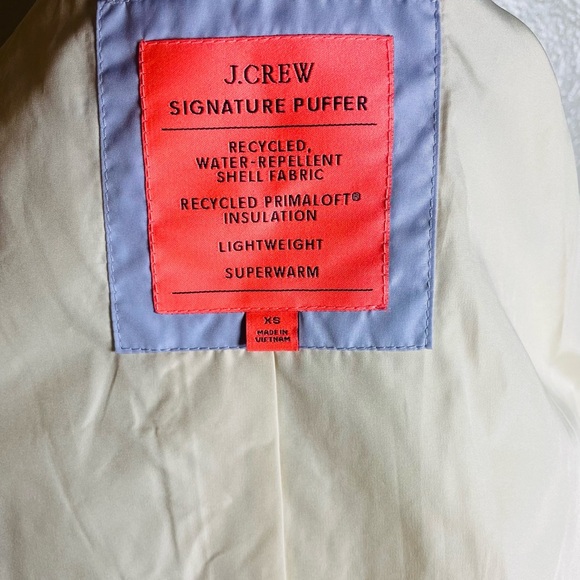 J.CREW
SIGNATURE PUFFER
RECYCLED,
WATER-REPELLENT
SHELL FABRIC
RECYCLED PRIMALOFT®
INSULATION
LIGHTWEIGHT
SUPERWARM
XS
MADE IN
VIETNAM